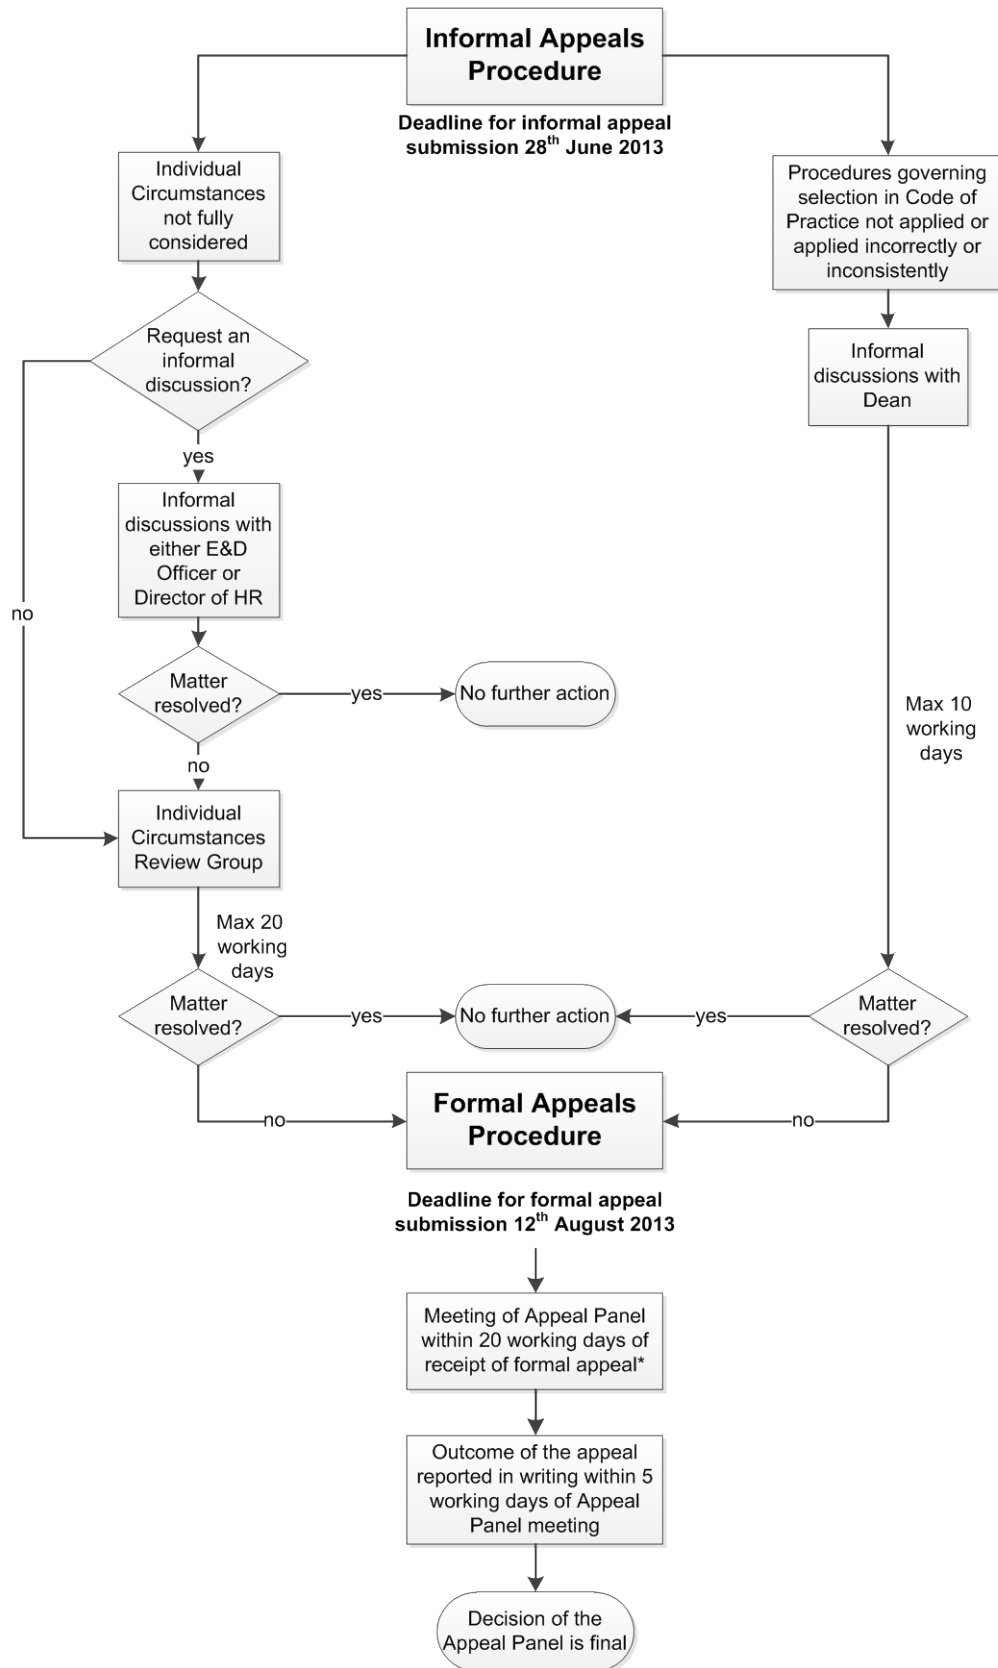 Informal Appeals
Procedure
Deadline for informal appeal
submission 28th June 2013
Individual
Circumstances
not fully
considered
Procedures governing
selection in Code of
Practice not applied or
applied incorrectly or
inconsistently
Request an
informal
discussion?
Informal
discussions with
Dean
yes
Informal
discussions with
either E&D
Officer or
Director of HR
no
Matter
resolved?
yes
No further action
Max 10
working
days
no
Individual
Circumstances
Review Group
Max 20
working
days
Matter
resolved?
yes
No further action
yes
Matter
resolved?
no
Formal Appeals
Procedure
no
Deadline for formal appeal
submission 12th August 2013
Meeting of Appeal Panel
within 20 working days of
receipt of formal appeal*
Outcome of the appeal
reported in writing within 5
working days of Appeal
Panel meeting
Decision of the
Appeal Panel is final